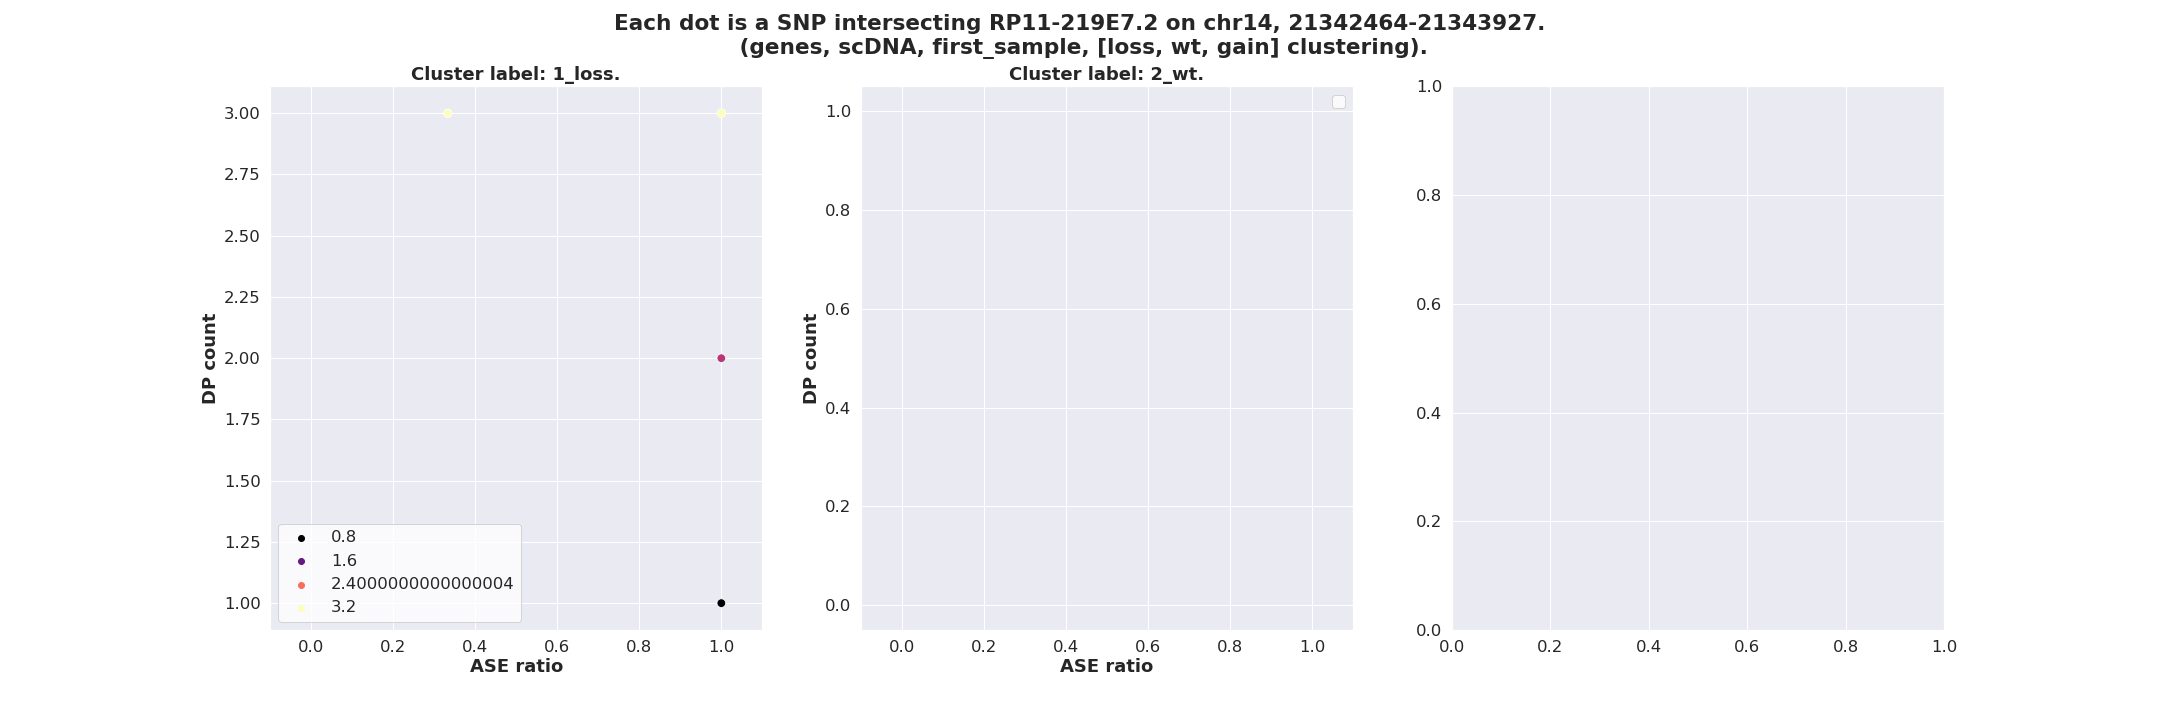 Each dot is a SNP intersecting RP11-219E7.2 on chr14, 21342464-21343927.
(genes, scDNA, first_sample, [loss, wt, gain] clustering).
Cluster label: 1_loss.
3.00
2.75
2.50
2.25
2.00
1.75
1.50
1.25
1.00
DP count
0.8
1.6
2.4000000000000004
3.2
0.0 0.2 0.4 0.6 0.8 1.0
ASE ratio
Cluster label: 2_wt.
1.0
0.8
0.6
0.4
0.2
0.0
DP count
0.0 0.2 0.4 0.6 0.8 1.0
ASE ratio
1.0
0.8
0.6
0.4
0.2
0.0
0.0 0.2 0.4 0.6 0.8 1.0